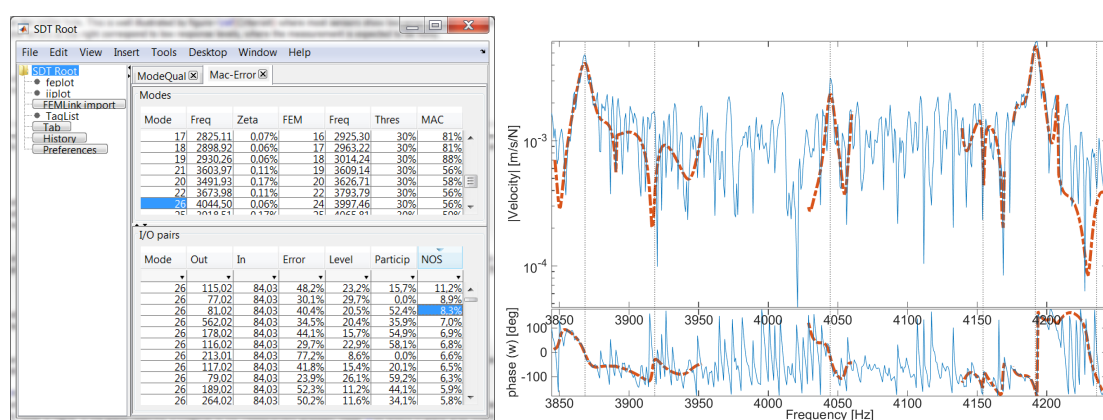 SDT Root
File Edit View Insert Tools Desktop Window Help
SDT Root
feplot
iiplot
FEMLink import
TagList
Tab
History
Preferences
ModeQual Mac-Error
Modes
Mode Freq Zeta FEM Freq Thres MAC
17 2825,11 0.07% 16 2925,30 30% 81%
18 2898,92 0.06% 17 2963,22 30% 81%
19 2930,26 0.06% 18 3014,24 30% 88%
21 3603,97 0,11% 19 3609,14 30% 56%
20 3491,93 0,17% 20 3626,71 30% 58%
22 3673,98 0,11% 22 3793,79 30% 56%
26 4044,50 0,06% 24 3997,46 30% 56%
I/O pairs
Mode Out In Error Level Particip NOS
26 115,02 84,03 48,2% 23,2% 15,7% 11,2%
26 77,02 84,03 30,1% 29,7% 0,0% 8,9%
26 81,02 84,03 40,4% 20,5% 52,4% 8,3%
26 562,02 84,03 34,5% 20,4% 35,9% 7,0%
26 178,02 84,03 44,1% 15,7% 54,9% 6,9%
26 116,02 84,03 29,7% 22,9% 58,1% 6,8%
26 213,01 84,03 77,2% 8,6% 0,0% 6,6%
26 117,02 84,03 41,8% 15,4% 20,1% 6,5%
26 79,02 84,03 23,9% 26,1% 59,2% 6,3%
26 189,02 84,03 52,3% 11,2% 44,1% 5,9%
26 264,02 84,03 50,2% 11,6% 34,1% 5,8%
|Velocity| [m/s/N]
10-3
10-4
3850 3900 3950 4000 4050 4100 4150 4200
phase (w) [deg]
100
0
-100
3850 3900 3950 4000 4050 4100 4150 4200
Frequency [Hz]